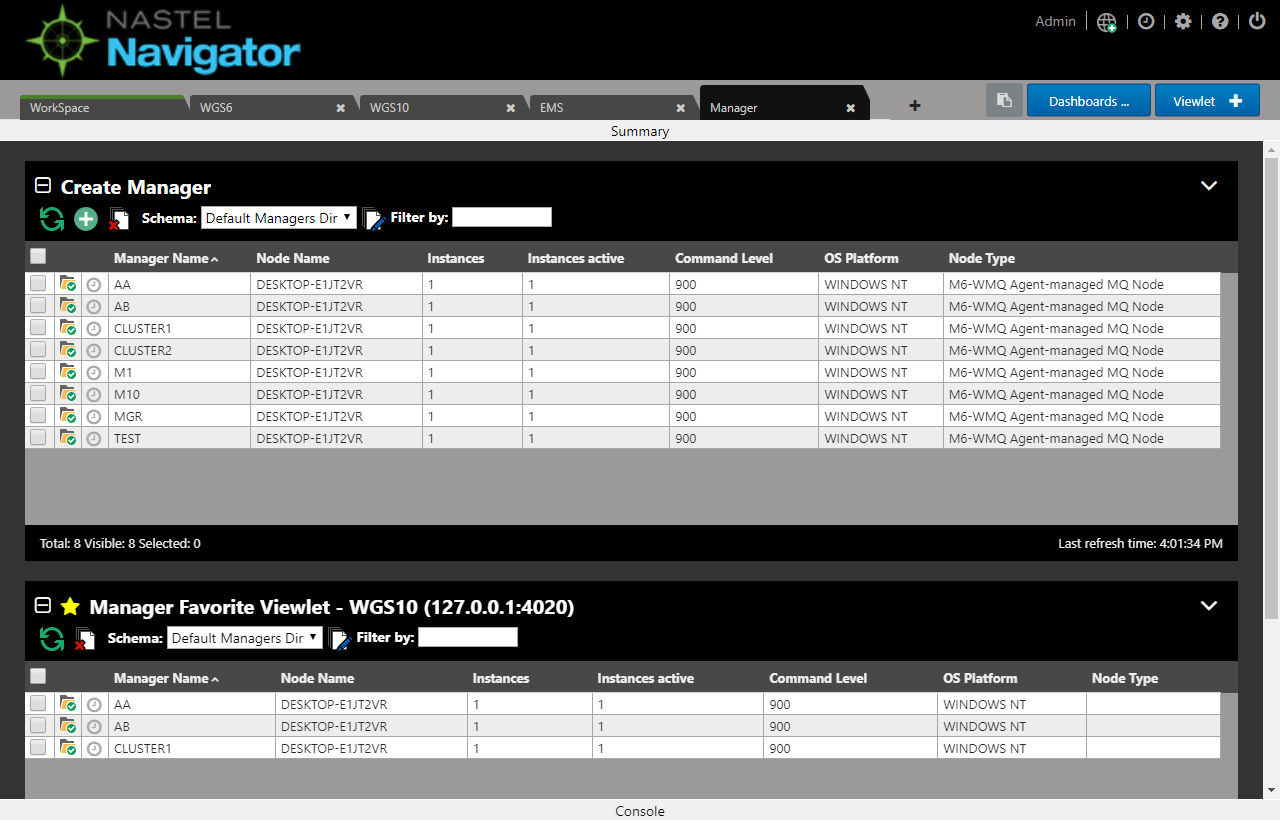 NASTEL
Navigator
Admin
WorkSpace WGS6 WGS10 EMS Manager Dashboards ... Viewlet
Summary
Create Manager
Schema: Default Managers Dir Filter by:
Manager Name Node Name Instances Instances active Command Level OS Platform Node Type
AA DESKTOP-E1JT2VR 1 1 900 WINDOWS NT M6-WMQ Agent-managed MQ Node
AB DESKTOP-E1JT2VR 1 1 900 WINDOWS NT M6-WMQ Agent-managed MQ Node
CLUSTER1 DESKTOP-E1JT2VR 1 1 900 WINDOWS NT M6-WMQ Agent-managed MQ Node
CLUSTER2 DESKTOP-E1JT2VR 1 1 900 WINDOWS NT M6-WMQ Agent-managed MQ Node
M1 DESKTOP-E1JT2VR 1 1 900 WINDOWS NT M6-WMQ Agent-managed MQ Node
M10 DESKTOP-E1JT2VR 1 1 900 WINDOWS NT M6-WMQ Agent-managed MQ Node
MGR DESKTOP-E1JT2VR 1 1 900 WINDOWS NT M6-WMQ Agent-managed MQ Node
TEST DESKTOP-E1JT2VR 1 1 900 WINDOWS NT M6-WMQ Agent-managed MQ Node
Total: 8 Visible: 8 Selected: 0 Last refresh time: 4:01:34 PM
Manager Favorite Viewlet - WGS10 (127.0.0.1:4020)
Schema: Default Managers Dir Filter by:
Manager Name Node Name Instances Instances active Command Level OS Platform Node Type
AA DESKTOP-E1JT2VR 1 1 900 WINDOWS NT
AB DESKTOP-E1JT2VR 1 1 900 WINDOWS NT
CLUSTER1 DESKTOP-E1JT2VR 1 1 900 WINDOWS NT
Console